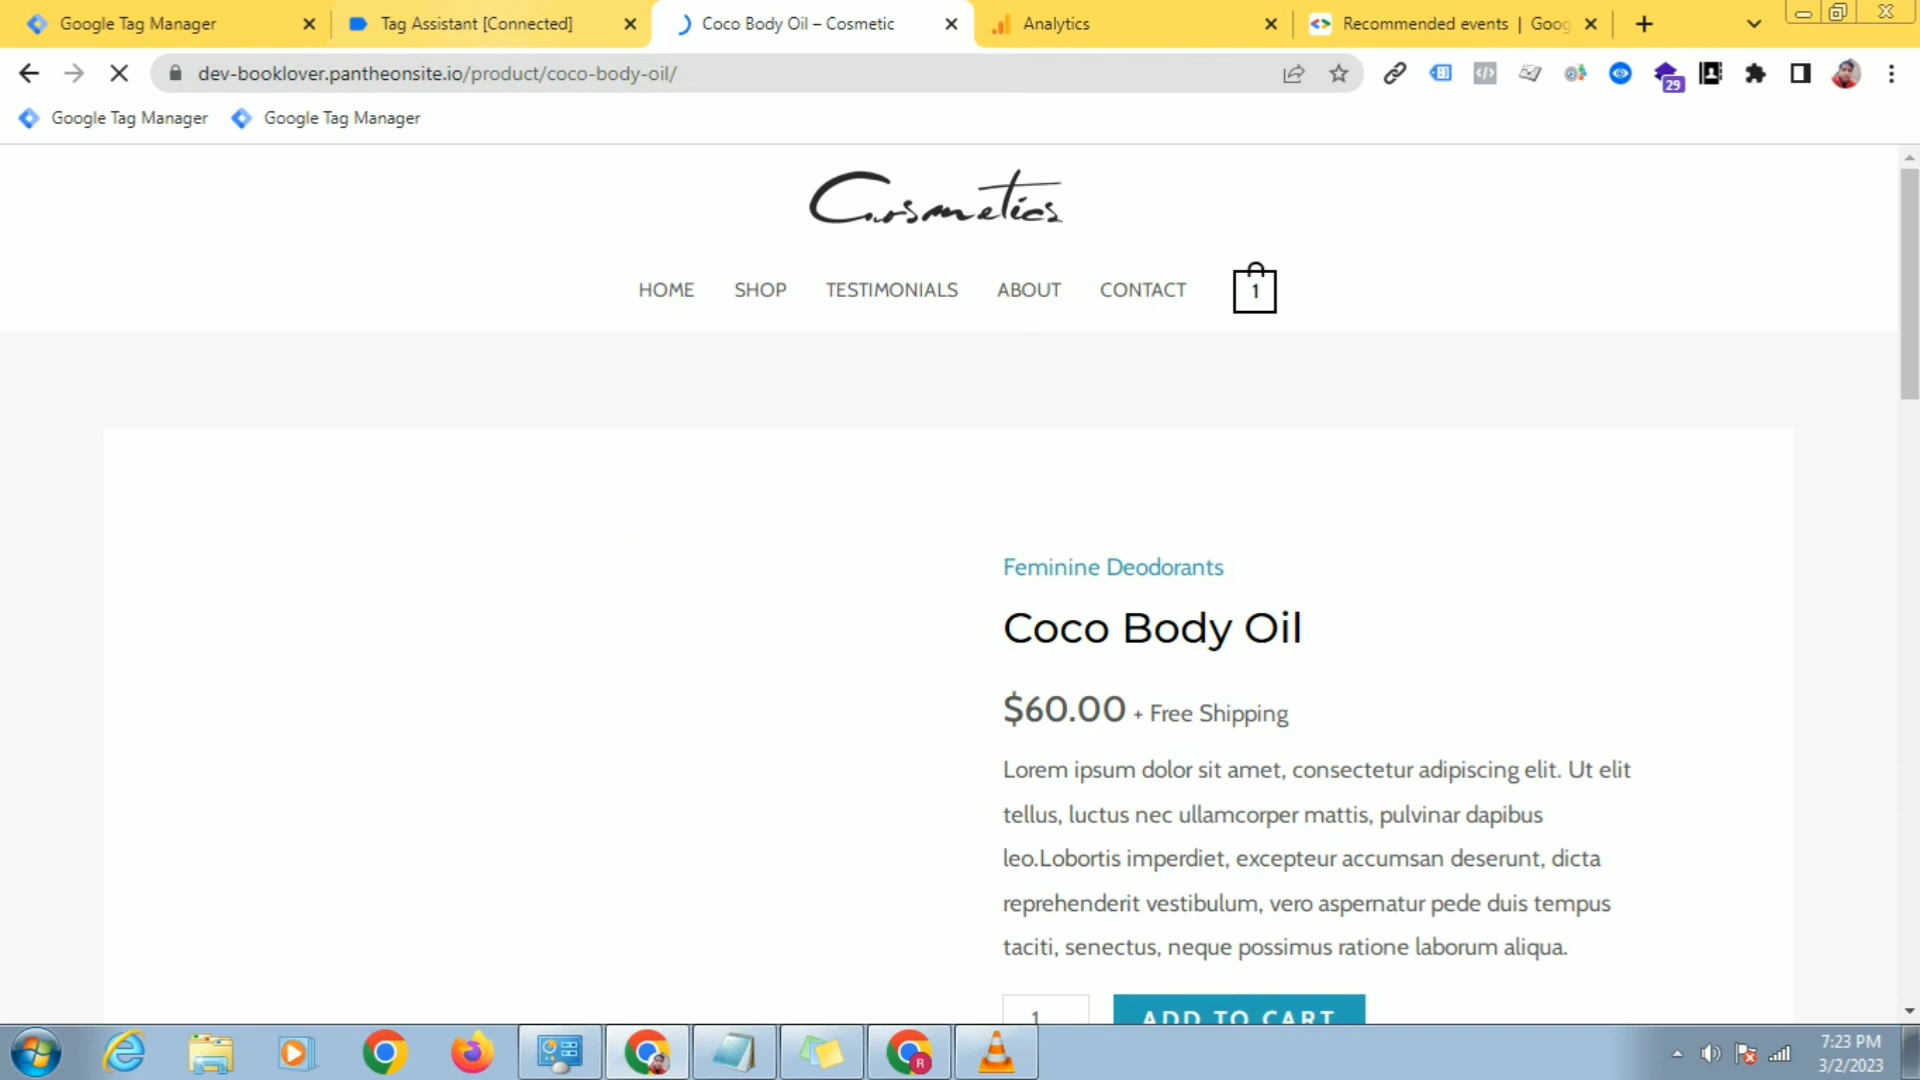 Google Tag Manager
Tag Assistant [Connected]
Coco Body Oil – Cosmetic
Analytics
Recommended events | Goog
dev-booklover.pantheonsite.io/product/coco-body-oil/
29
Google Tag Manager
Google Tag Manager
Cosmetics
HOME
SHOP
TESTIMONIALS
ABOUT
CONTACT
1
Feminine Deodorants
Coco Body Oil
$60.00 + Free Shipping
Lorem ipsum dolor sit amet, consectetur adipiscing elit. Ut elit
tellus, luctus nec ullamcorper mattis, pulvinar dapibus
leo.Lobortis imperdiet, excepteur accumsan deserunt, dicta
reprehenderit vestibulum, vero aspernatur pede duis tempus
taciti, senectus, neque possimus ratione laborum aliqua.
1
ADD TO CART
R
7:23 PM
3/2/2023